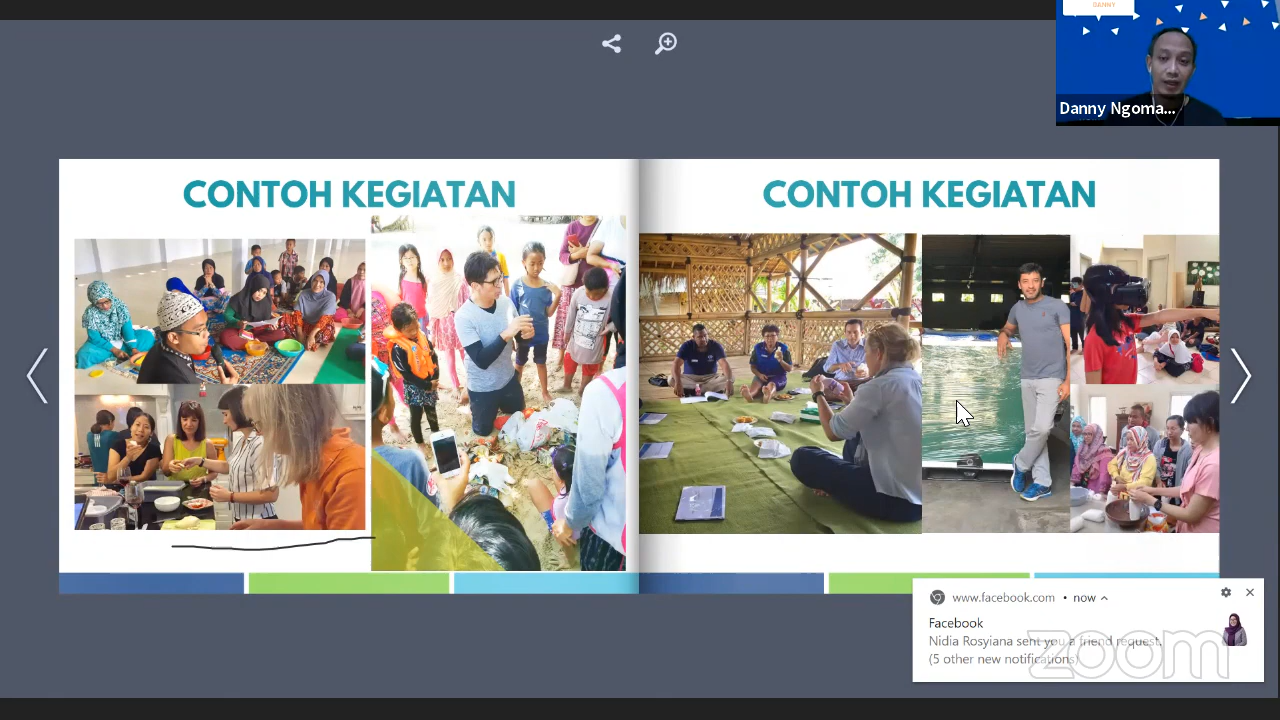 DANNY
Danny Ngoma...
CONTOH KEGIATAN
CONTOH KEGIATAN
www.facebook.com • now
Facebook
Nidia Rosyiana sent you a friend request.
(5 other new notifications)
zoom